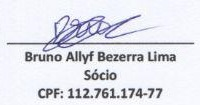 Bruno Allyf Bezerra Lima
Sócio
CPF: 112.761.174-77